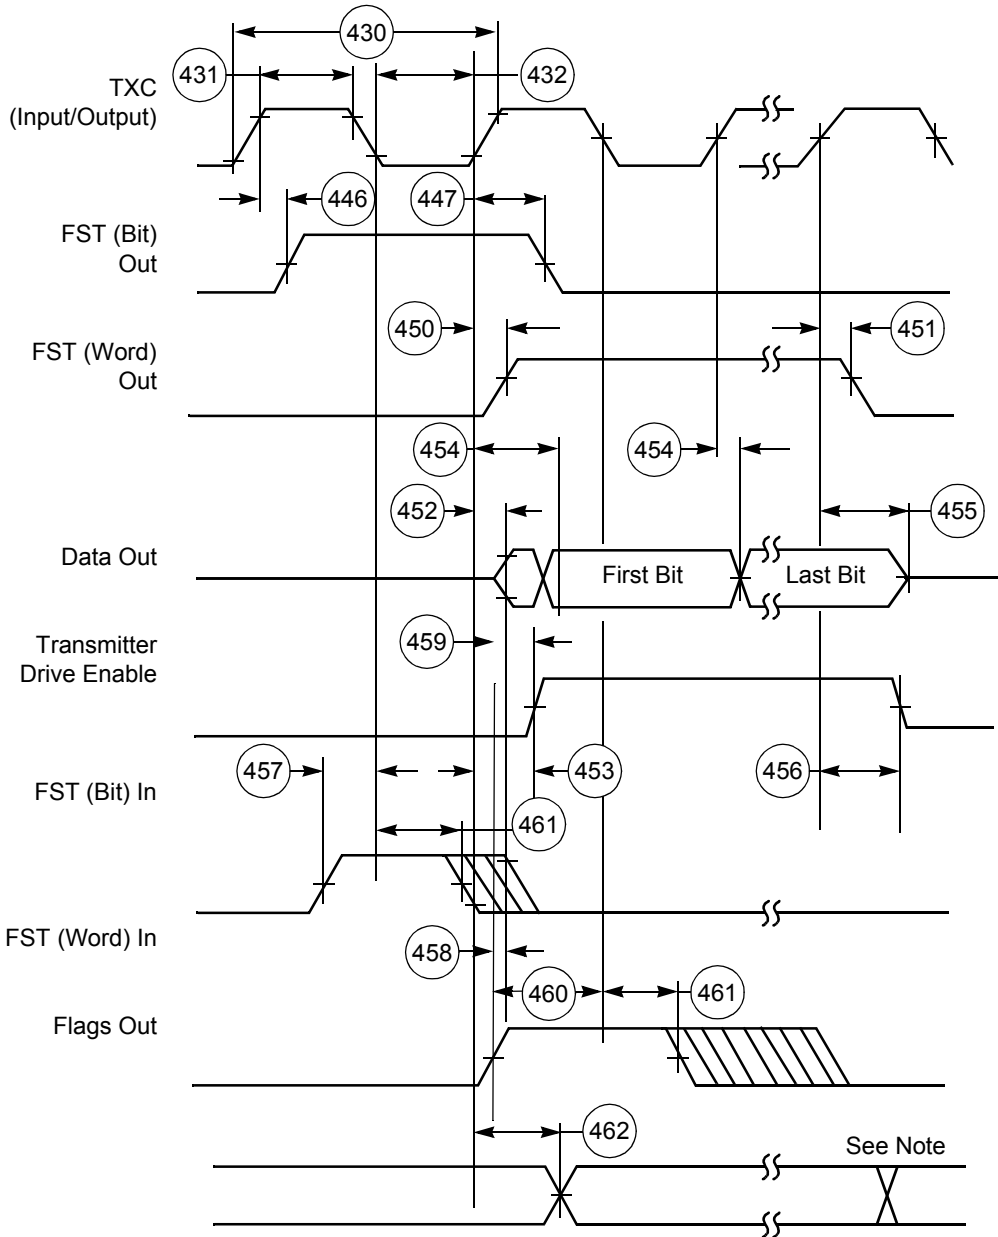 430
431
432
TXC
(Input/Output)
446
447
FST (Bit)
Out
450
451
FST (Word)
Out
454
454
452
455
Data Out
First Bit
Last Bit
459
Transmitter
Drive Enable
457
453
456
FST (Bit) In
461
FST (Word) In
458
460
461
Flags Out
462
See Note